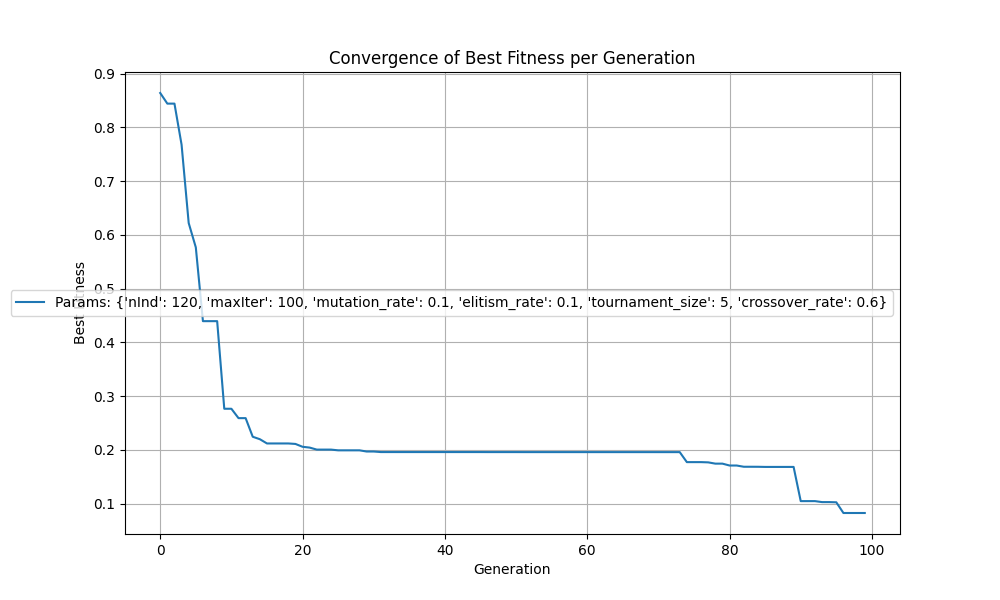 Convergence of Best Fitness per Generation
0.9
0.8
0.7
0.6
0.5
Params: {'nInd': 120, 'maxIter': 100, 'mutation_rate': 0.1, 'elitism_rate': 0.1, 'tournament_size': 5, 'crossover_rate': 0.6}
Best Fitness
0.4
0.3
0.2
0.1
0 20 40 60 80 100
Generation